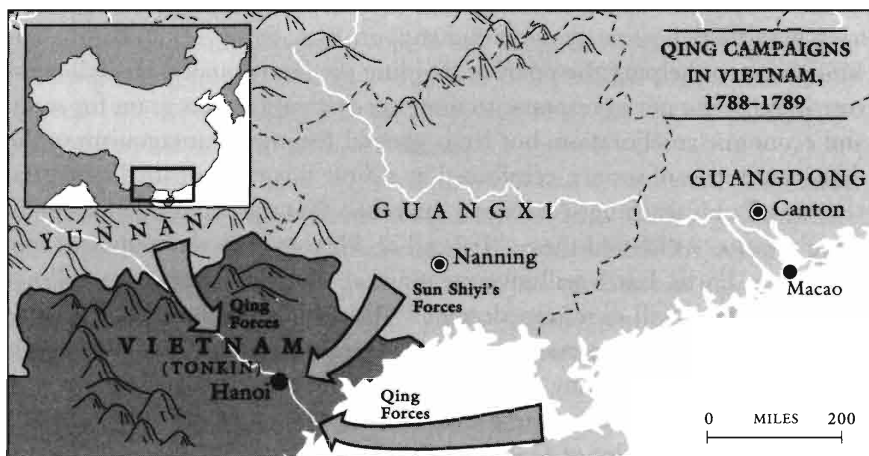 QING CAMPAIGNS
IN VIETNAM,
1788–1789
GUANGDONG
Canton
Macao
GUANGXI
Nanning
Sun Shiyi's
Forces
YUNNAN
Qing
Forces
VIETNAM
(TONKIN)
Hanoi
Qing
Forces
0 MILES 200